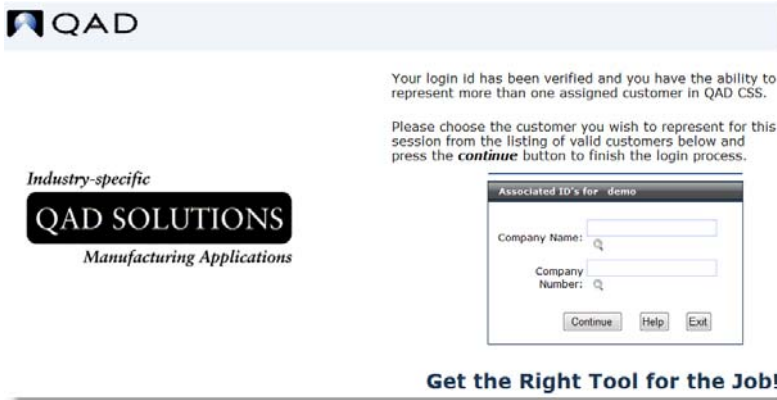 QAD
Your login id has been verified and you have the ability to
represent more than one assigned customer in QAD CSS.
Please choose the customer you wish to represent for this
session from the listing of valid customers below and
press the continue button to finish the login process.
Industry-specific
QAD SOLUTIONS
Manufacturing Applications
Associated ID's for demo
Company Name:
Company
Number:
Continue Help Exit
Get the Right Tool for the Job!